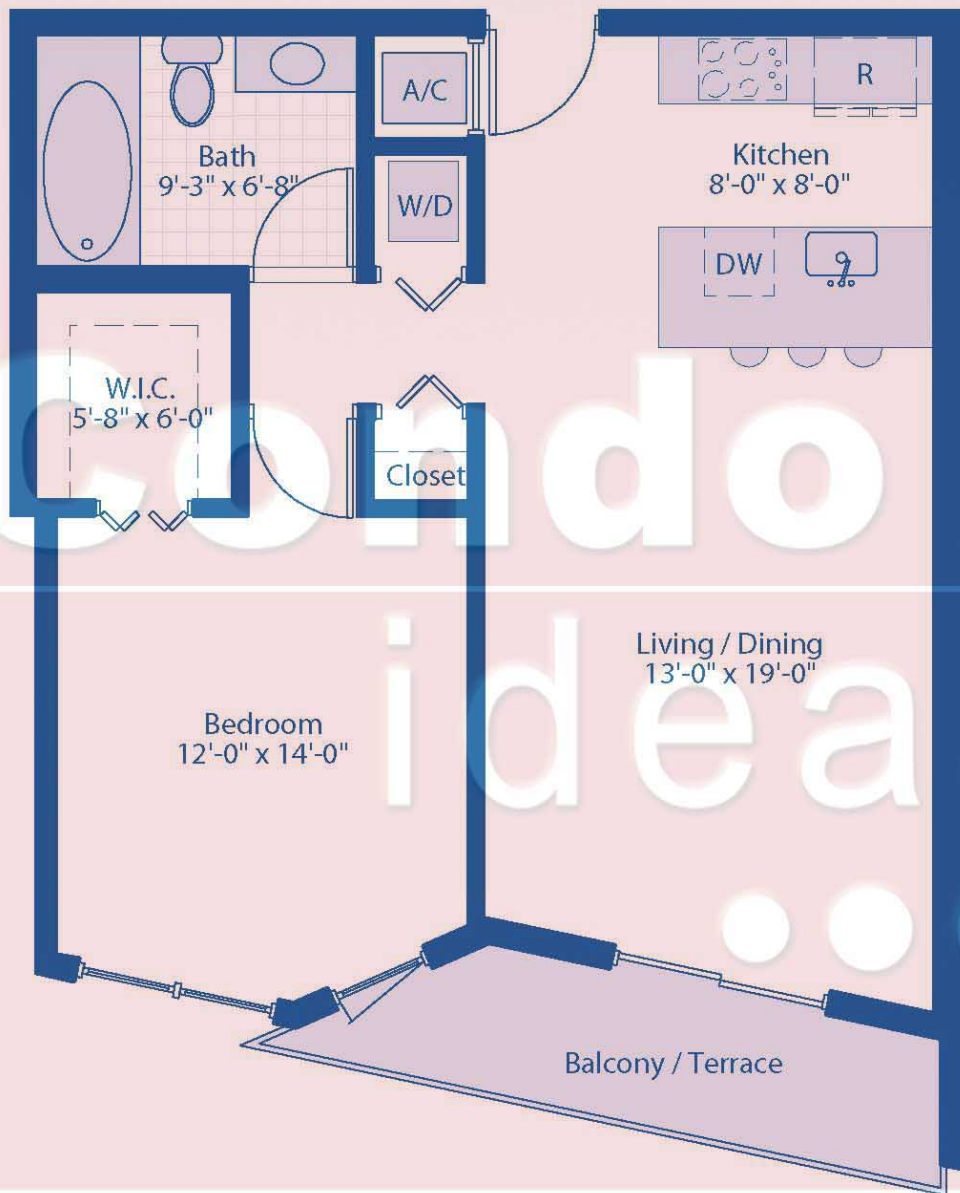 A/C
R
Bath
9'-3" x 6'-8"
Kitchen
8'-0" x 8'-0"
W/D
DW
W.I.C.
5'-8" x 6'-0"
Condo
Closet
idea
Living / Dining
13'-0" x 19'-0"
Bedroom
12'-0" x 14'-0"
Balcony / Terrace